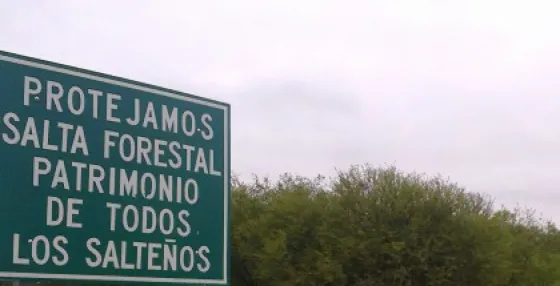 PROTEJAMOS
SALTA FORESTAL
PATRIMONIO
DE TODOS
LOS SALTEÑOS